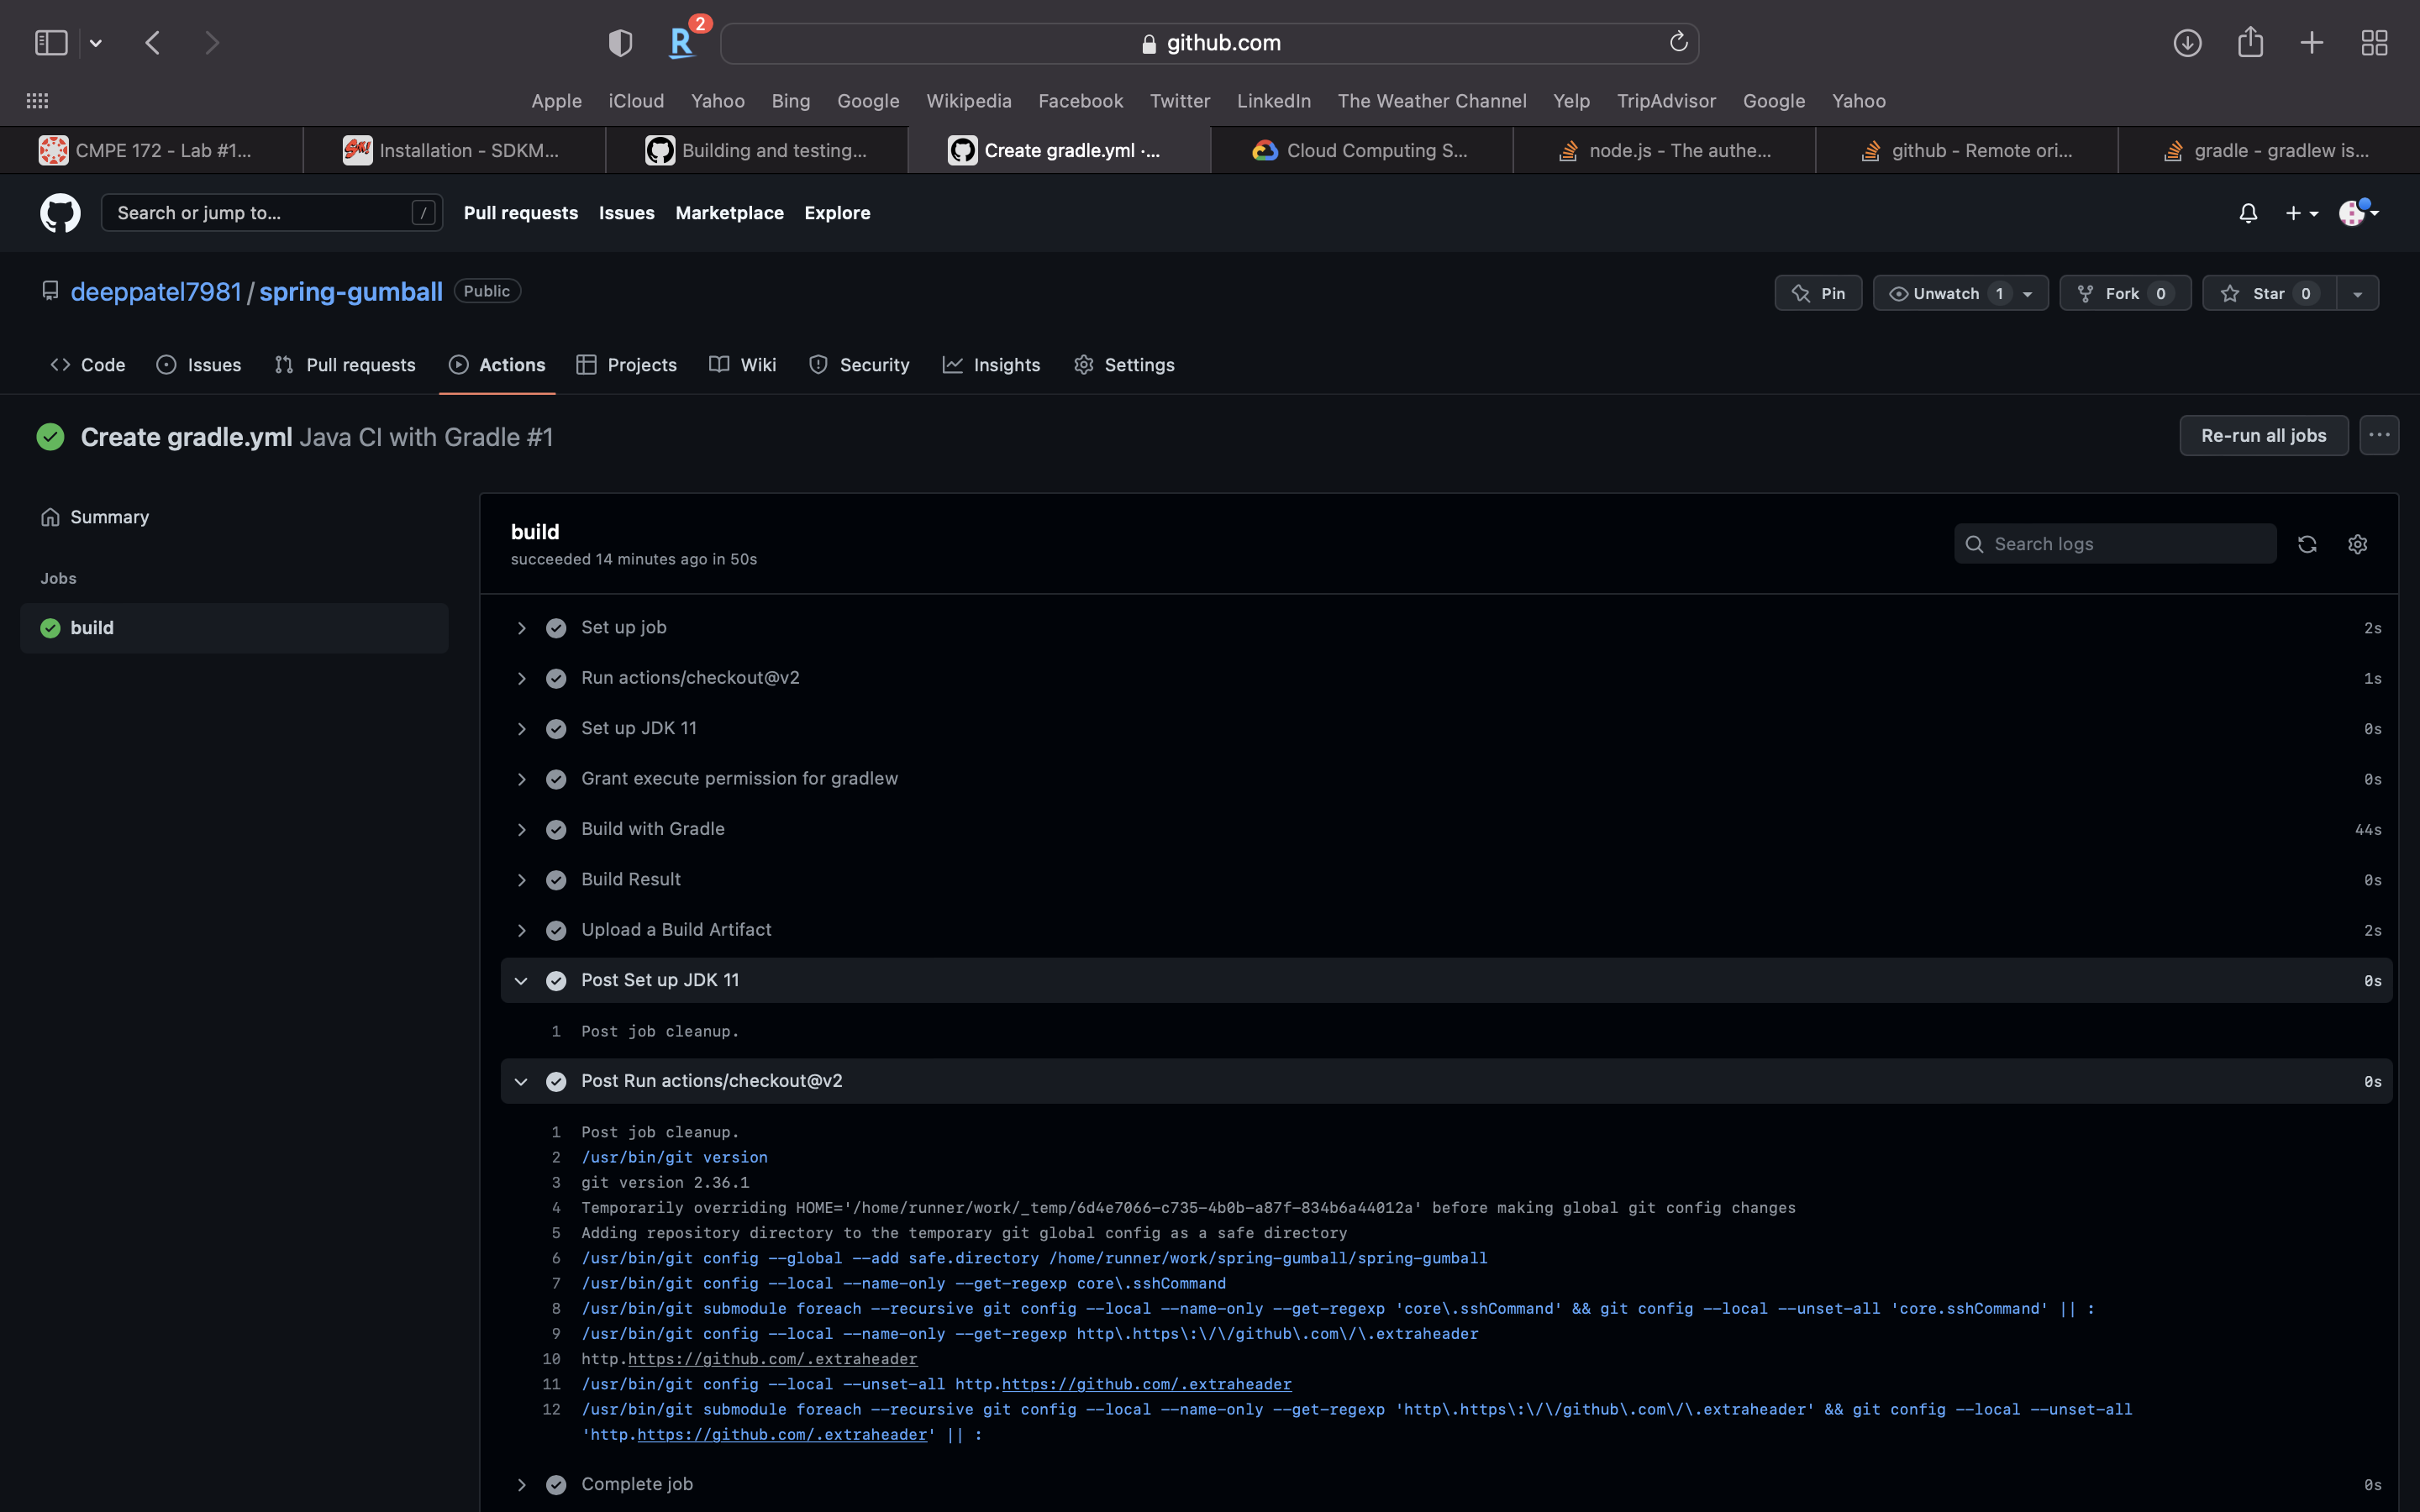 R 2
github.com
Apple iCloud Yahoo Bing Google Wikipedia Facebook Twitter LinkedIn The Weather Channel Yelp TripAdvisor Google Yahoo
CMPE 172 - Lab #1... Installation - SDKM... Building and testing... Create gradle.yml ·... Cloud Computing S... node.js - The authe... github - Remote ori... gradle - gradlew is...
Search or jump to... / Pull requests Issues Marketplace Explore
deeppatel7981 / spring-gumball Public Pin Unwatch 1 Fork 0 Star 0
Code Issues Pull requests Actions Projects Wiki Security Insights Settings
Create gradle.yml Java CI with Gradle #1 Re-run all jobs
Summary
Jobs
build
build
succeeded 14 minutes ago in 50s
Search logs
Set up job 2s
Run actions/checkout@v2 1s
Set up JDK 11 0s
Grant execute permission for gradlew 0s
Build with Gradle 44s
Build Result 0s
Upload a Build Artifact 2s
Post Set up JDK 11 0s
1 Post job cleanup.
Post Run actions/checkout@v2 0s
1 Post job cleanup.
2 /usr/bin/git version
3 git version 2.36.1
4 Temporarily overriding HOME='/home/runner/work/_temp/6d4e7066-c735-4b0b-a87f-834b6a44012a' before making global git config changes
5 Adding repository directory to the temporary git global config as a safe directory
6 /usr/bin/git config --global --add safe.directory /home/runner/work/spring-gumball/spring-gumball
7 /usr/bin/git config --local --name-only --get-regexp core\.sshCommand
8 /usr/bin/git submodule foreach --recursive git config --local --name-only --get-regexp 'core\.sshCommand' && git config --local --unset-all 'core.sshCommand' || :
9 /usr/bin/git config --local --name-only --get-regexp http\.https\:\/\/github\.com\/\.extraheader
10 http.https://github.com/.extraheader
11 /usr/bin/git config --local --unset-all http.https://github.com/.extraheader
12 /usr/bin/git submodule foreach --recursive git config --local --name-only --get-regexp 'http\.https\:\/\/github\.com\/\.extraheader' && git config --local --unset-all
'http.https://github.com/.extraheader' || :
Complete job 0s